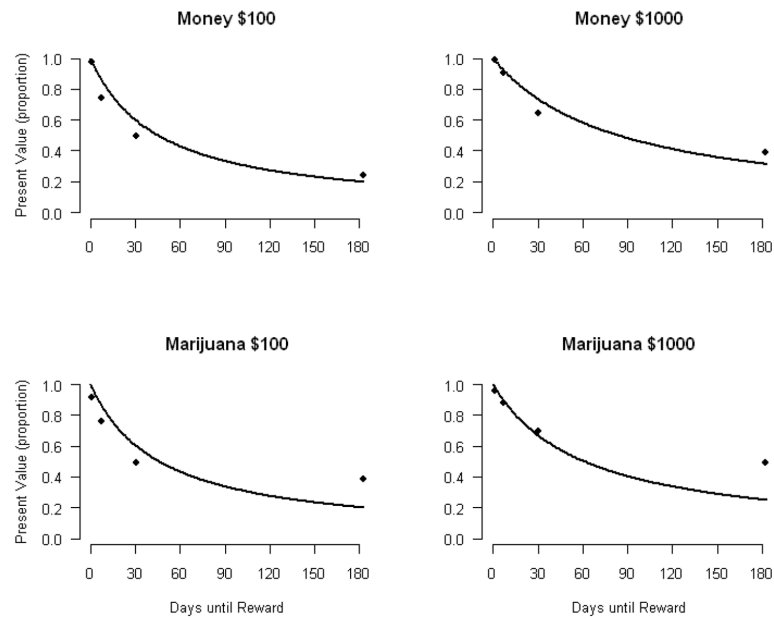 Money $100
Money $1000
Present Value (proportion)
1.0
0.8
0.6
0.4
0.2
0.0
0 30 60 90 120 150 180
1.0
0.8
0.6
0.4
0.2
0.0
0 30 60 90 120 150 180
Marijuana $100
Marijuana $1000
Present Value (proportion)
1.0
0.8
0.6
0.4
0.2
0.0
0 30 60 90 120 150 180
Days until Reward
1.0
0.8
0.6
0.4
0.2
0.0
0 30 60 90 120 150 180
Days until Reward